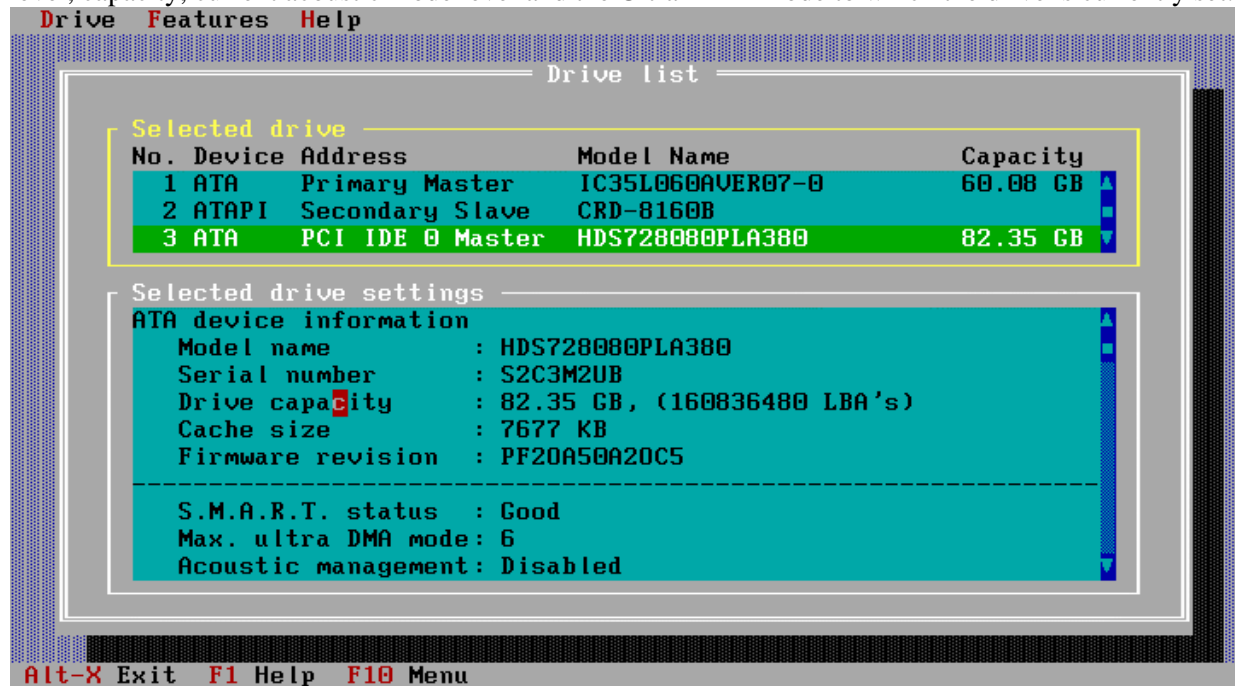 Drive Features Help
Drive list
Selected drive
No. Device Address Model Name Capacity
1 ATA Primary Master IC35L060AVER07-0 60.08 GB
2 ATAPI Secondary Slave CRD-8160B
3 ATA PCI IDE 0 Master HDS728080PLA380 82.35 GB
Selected drive settings
ATA device information
Model name : HDS728080PLA380
Serial number : S2C3M2UB
Drive capacity : 82.35 GB, (160836480 LBA's)
Cache size : 7677 KB
Firmware revision : PF2OA50A2OC5
S.M.A.R.T. status : Good
Max. ultra DMA mode: 6
Acoustic management: Disabled
Alt-X Exit F1 Help F10 Menu